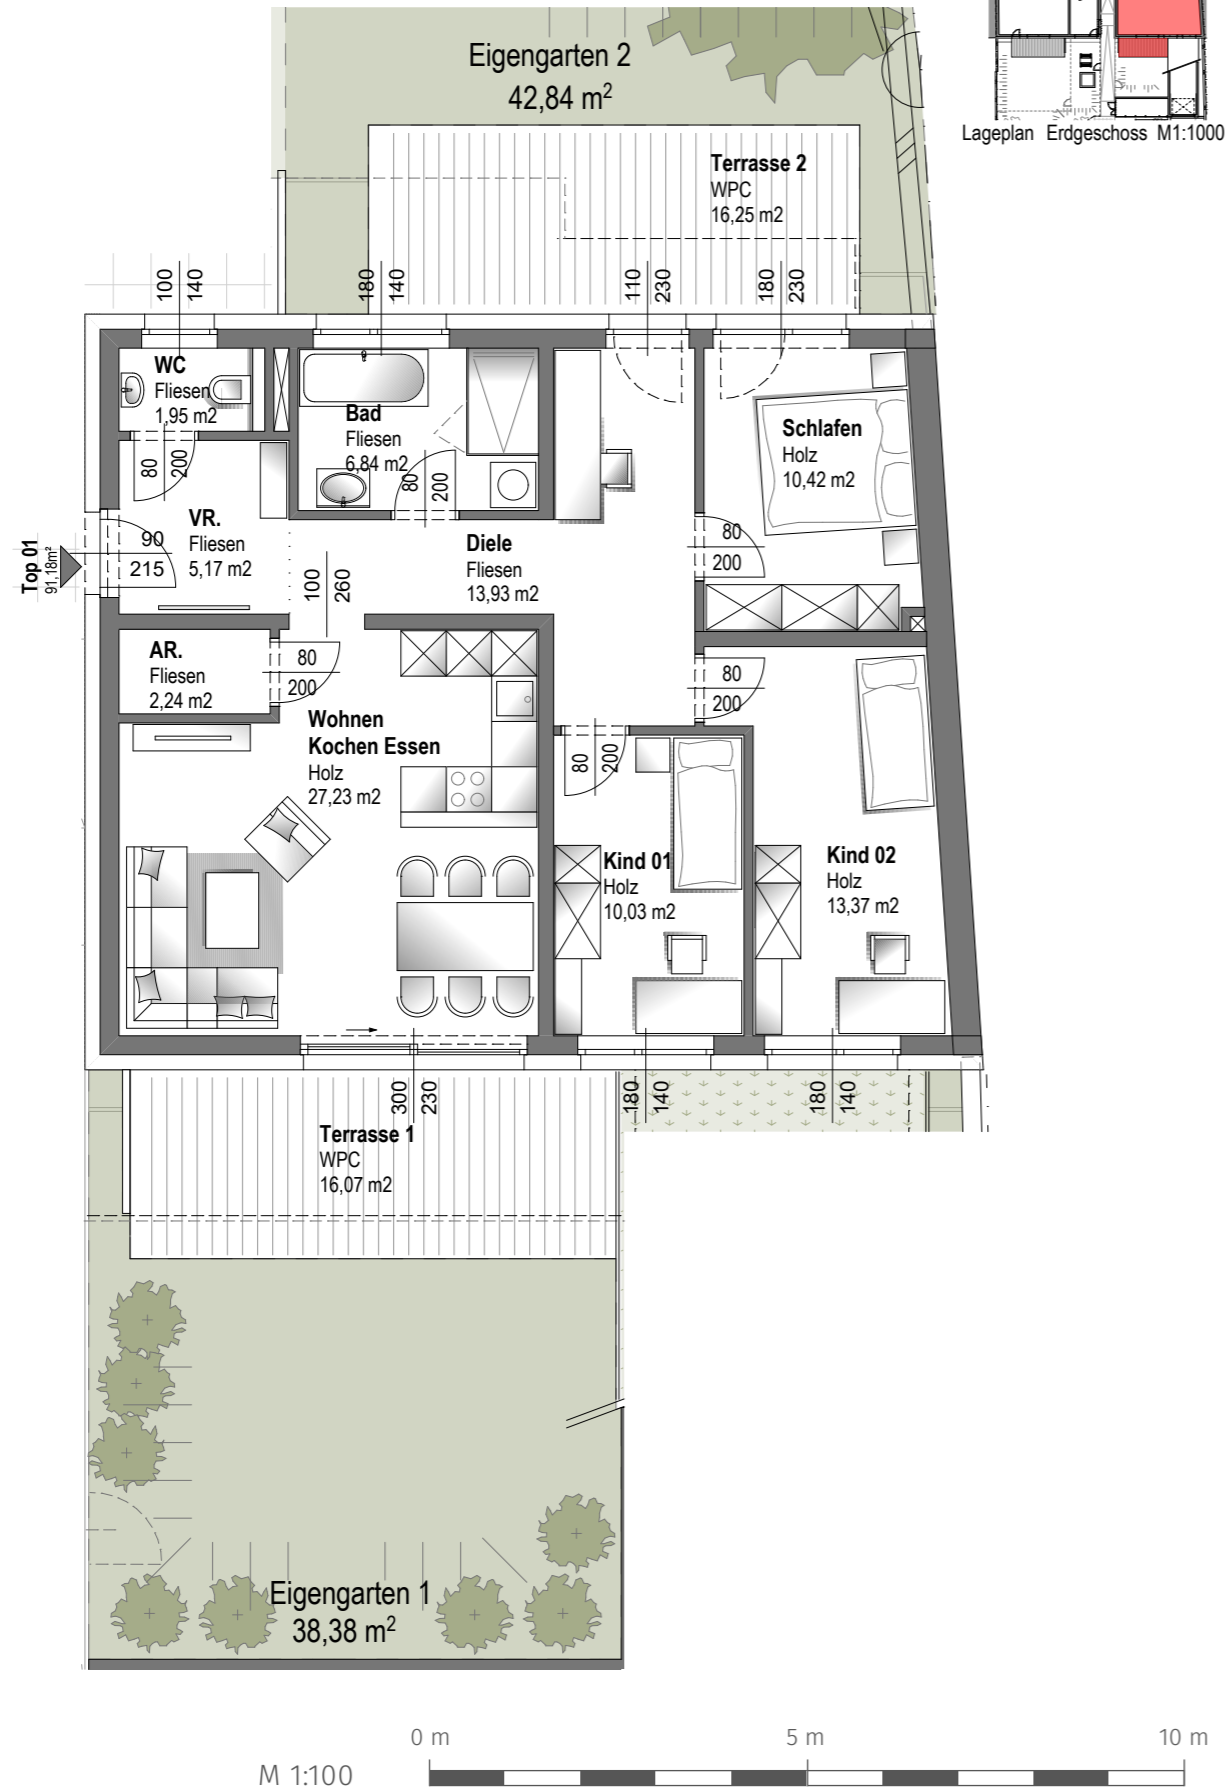 Eigengarten 2
42,84 m²
Lageplan Erdgeschoss M1:1000
Terrasse 2
WPC
16,25 m2
100
140
180
140
110
230
180
230
WC
Fliesen
1,95 m2
80
200
Bad
Fliesen
6,84 m2
80
200
Schlafen
Holz
10,42 m2
80
200
Top 01
91,18m²
90
215
VR.
Fliesen
5,17 m2
100
260
Diele
Fliesen
13,93 m2
AR.
Fliesen
2,24 m2
80
200
80
200
Wohnen
Kochen Essen
Holz
27,23 m2
80
200
Kind 01
Holz
10,03 m2
Kind 02
Holz
13,37 m2
300
230
180
140
180
140
Terrasse 1
WPC
16,07 m2
Eigengarten 1
38,38 m²
0 m
5 m
10 m
M 1:100